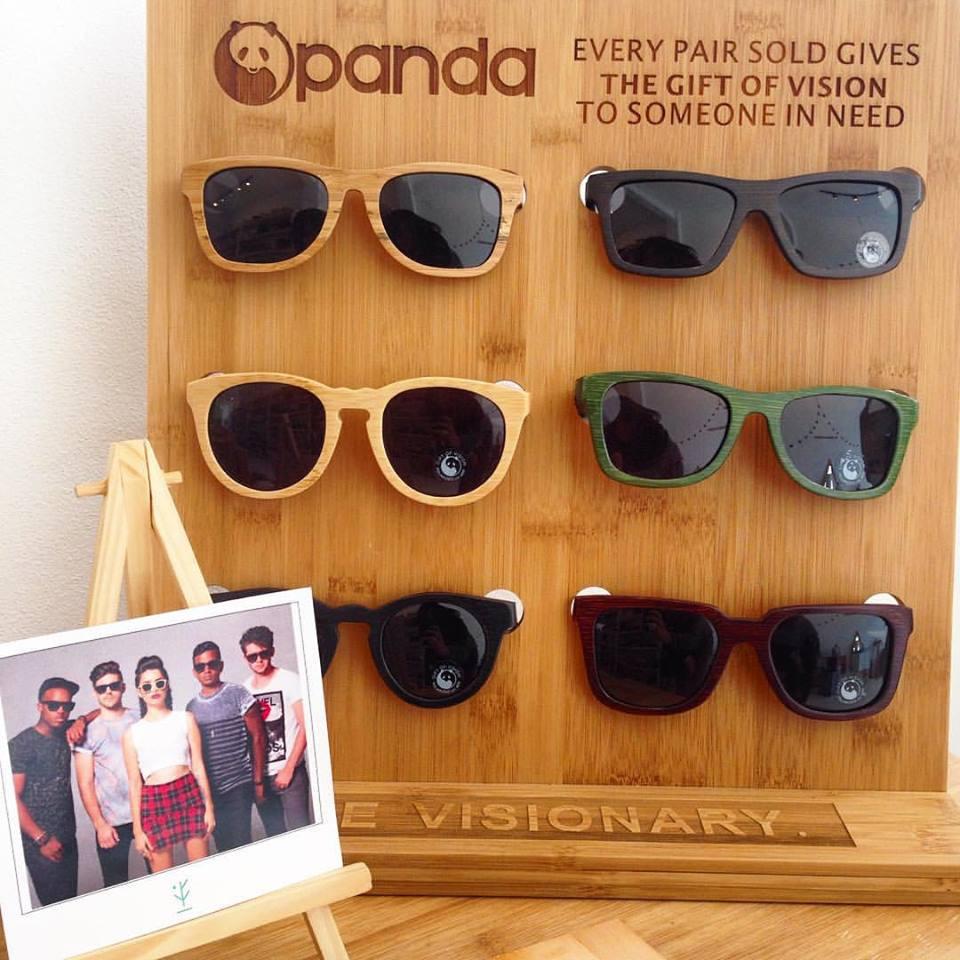 panda
EVERY PAIR SOLD GIVES
THE GIFT OF VISION
TO SOMEONE IN NEED
E VISIONARY.